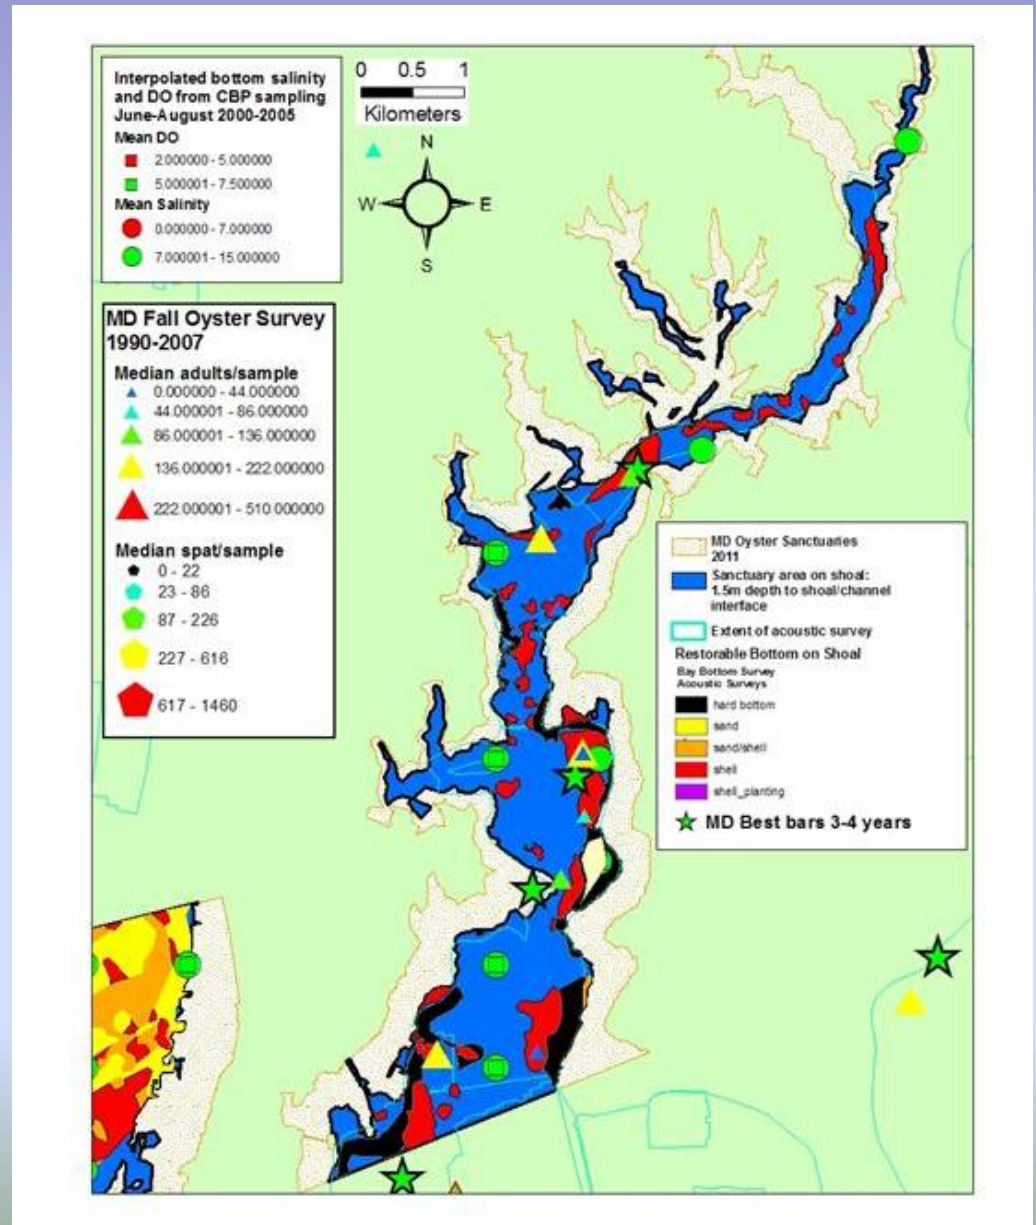 Interpolated bottom salinity
and DO from CBP sampling
June-August 2000-2005
Mean DO
2.000000 - 5.000000
5.000001 - 7.500000
Mean Salinity
0.000000 - 7.000000
7.000001 - 15.000000
0 0.5 1
Kilometers
N
W E
S
MD Fall Oyster Survey
1990-2007
Median adults/sample
0.000000 - 44.000000
44.000001 - 86.000000
86.000001 - 136.000000
136.000001 - 222.000000
222.000001 - 510.000000
Median spat/sample
0 - 22
23 - 86
87 - 226
227 - 616
617 - 1460
MD Oyster Sanctuaries
2011
Sanctuary area on shoal:
1.5m depth to shoal/channel
interface
Extent of acoustic survey
Restorable Bottom on Shoal
Bay Bottom Survey
Acoustic Surveys
hard bottom
sand
sand/shell
shell
shell_planting
MD Best bars 3-4 years